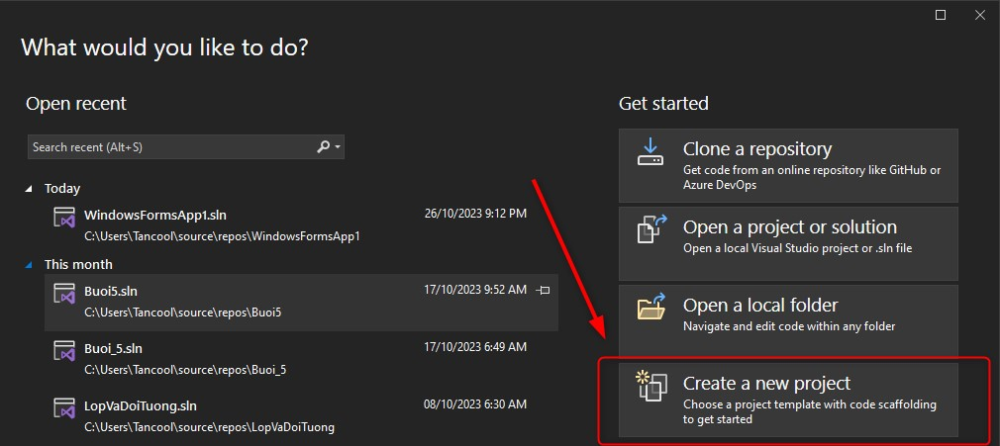 What would you like to do?
Open recent
Search recent (Alt+S)
Today
WindowsFormsApp1.sln
26/10/2023 9:12 PM
C:\Users\Tancool\source\repos\WindowsFormsApp1
This month
Buoi5.sln
17/10/2023 9:52 AM
C:\Users\Tancool\source\repos\Buoi5
Buoi_5.sln
17/10/2023 6:49 AM
C:\Users\Tancool\source\repos\Buoi_5
LopVaDoiTuong.sln
08/10/2023 6:30 AM
C:\Users\Tancool\source\repos\LopVaDoiTuong
Get started
Clone a repository
Get code from an online repository like GitHub or
Azure DevOps
Open a project or solution
Open a local Visual Studio project or .sln file
Open a local folder
Navigate and edit code within any folder
Create a new project
Choose a project template with code scaffolding
to get started